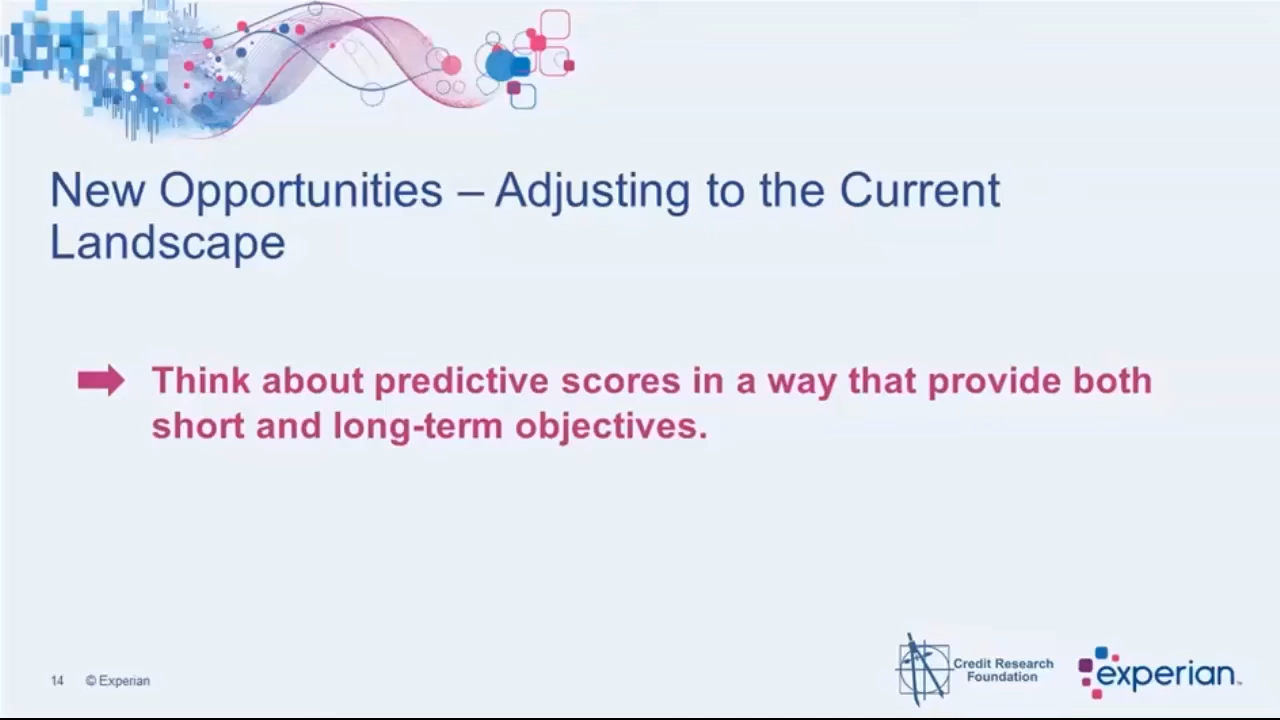 New Opportunities – Adjusting to the Current
Landscape
Think about predictive scores in a way that provide both
short and long-term objectives.
14 © Experian
Credit Research
Foundation
experian™